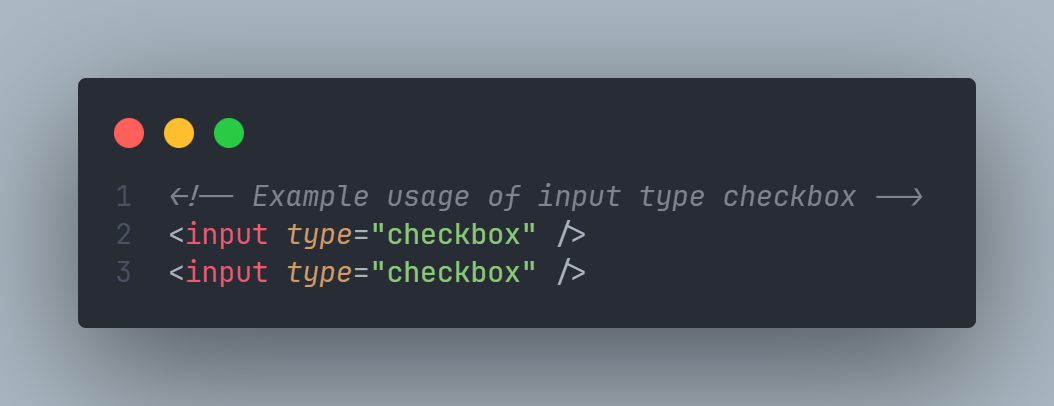 1 <!-- Example usage of input type checkbox -->
2 <input type="checkbox" />
3 <input type="checkbox" />